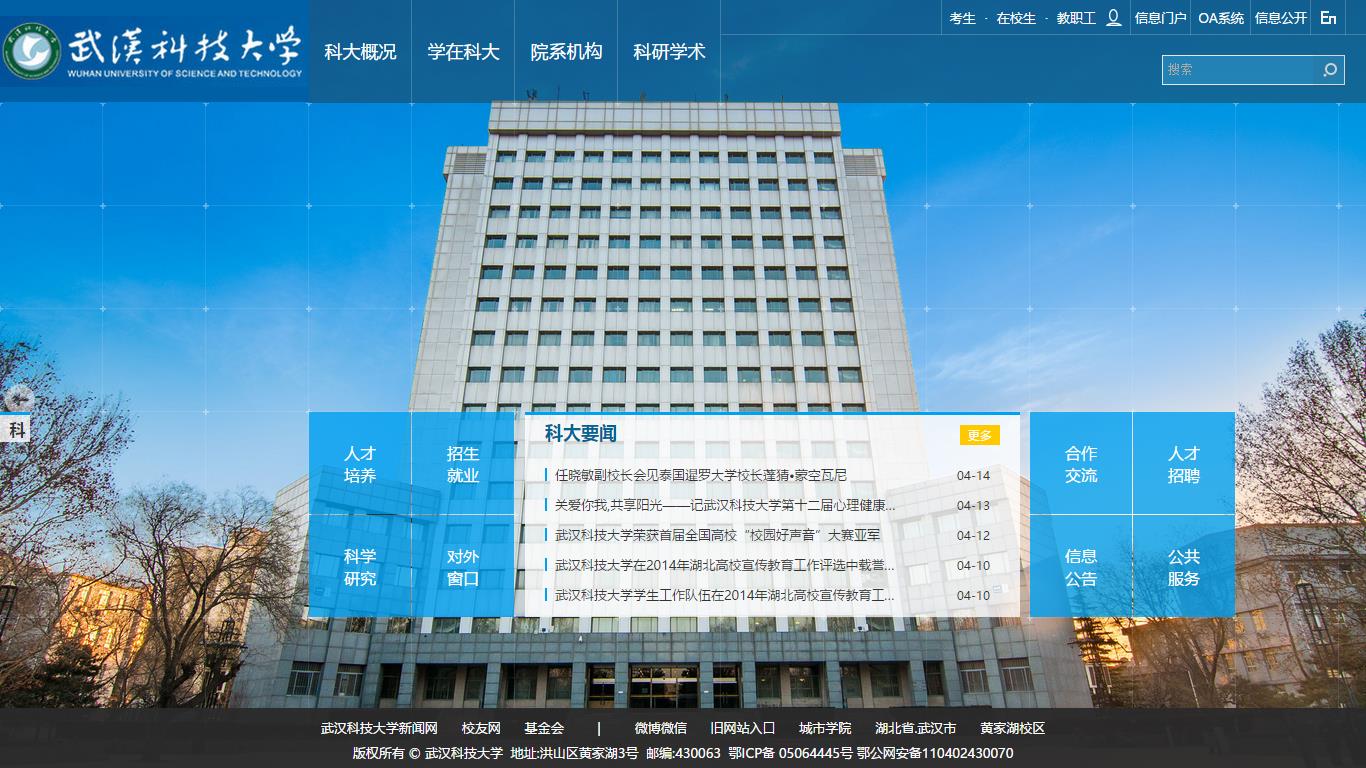 武漢科技大学
WUHAN UNIVERSITY OF SCIENCE AND TECHNOLOGY
科大概况 学在科大 院系机构 科研学术
考生 · 在校生 · 教职工 信息门户 OA系统 信息公开 En
搜索
科
人才培养 招生就业
科学研究 对外窗口
科大要闻 更多
任晓敏副校长会见泰国暹罗大学校长蓬猜•蒙空瓦尼 04-14
关爱你我,共享阳光——记武汉科技大学第十二届心理健康... 04-13
武汉科技大学荣获首届全国高校“校园好声音”大赛亚军 04-12
武汉科技大学在2014年湖北高校宣传教育工作评选中载誉... 04-10
武汉科技大学学生工作队伍在2014年湖北高校宣传教育工... 04-10
合作交流 人才招聘
信息公告 公共服务
武汉科技大学新闻网 校友网 基金会 | 微博微信 旧网站入口 城市学院 湖北省.武汉市 黄家湖校区
版权所有 © 武汉科技大学 地址:洪山区黄家湖3号 邮编:430063 鄂ICP备 05064445号 鄂公网安备110402430070